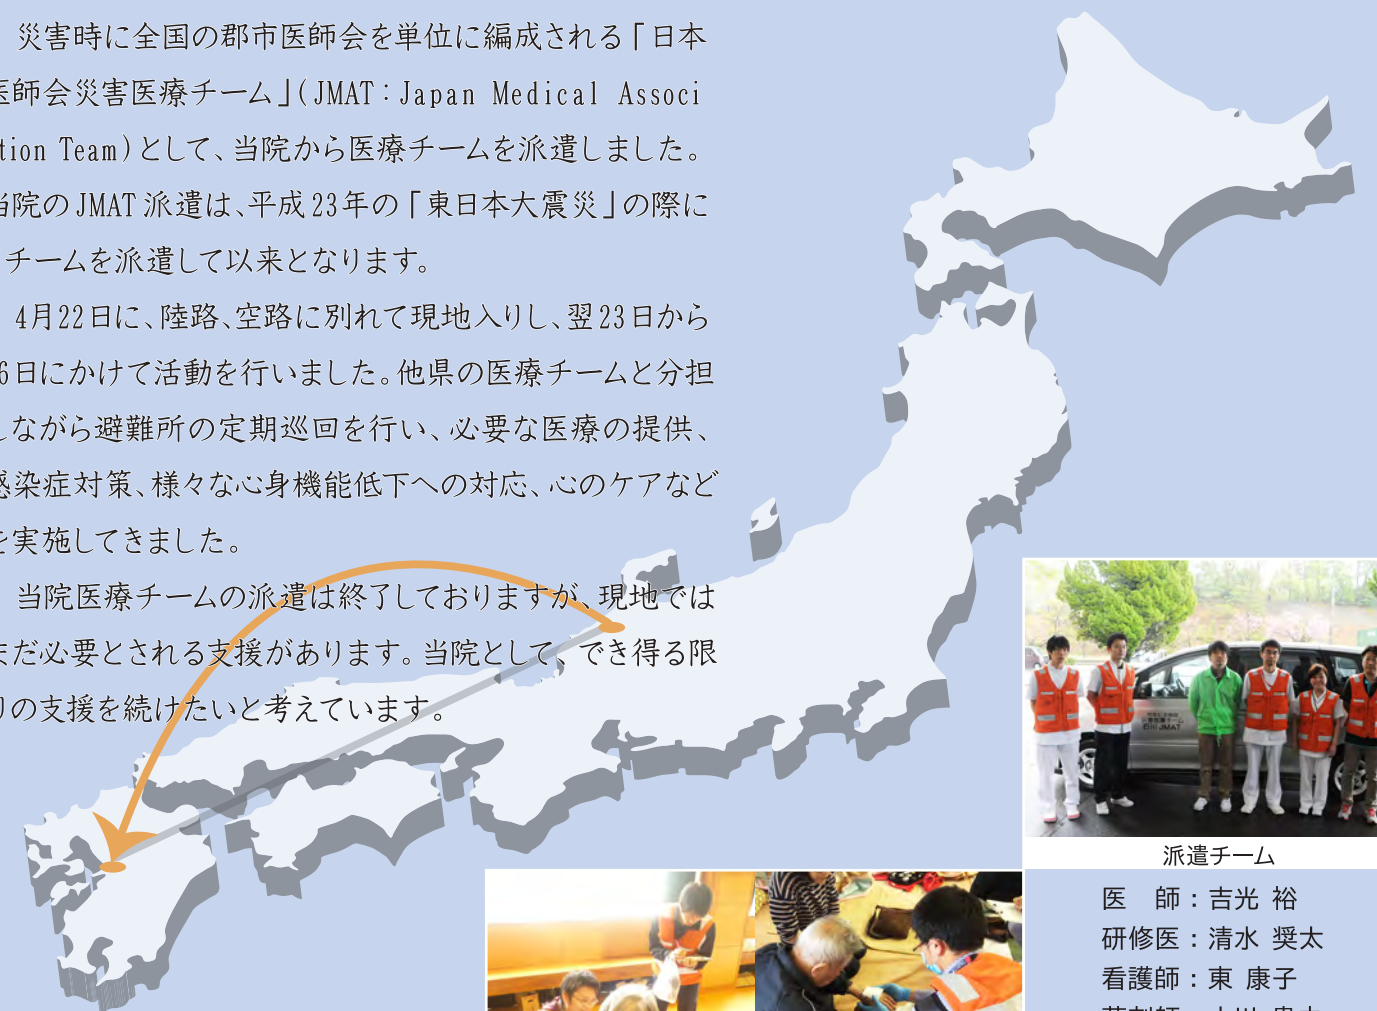 災害時に全国の郡市医師会を単位に編成される「日本
医師会災害医療チーム」(JMAT：Japan Medical Associ
tion Team)として、当院から医療チームを派遣しました。
当院のJMAT派遣は、平成23年の「東日本大震災」の際に
チームを派遣して以来となります。
4月22日に、陸路、空路に別れて現地入りし、翌23日から
6日にかけて活動を行いました。他県の医療チームと分担
しながら避難所の定期巡回を行い、必要な医療の提供、
感染症対策、様々な心身機能低下への対応、心のケアなど
を実施してきました。
当院医療チームの派遣は終了しておりますが、現地では
まだ必要とされる支援があります。当院として、でき得る限
りの支援を続けたいと考えています。
災害医療チーム
石川JMAT
派遣チーム
医　師：吉光 裕
研修医：清水 奨太
看護師：東 康子